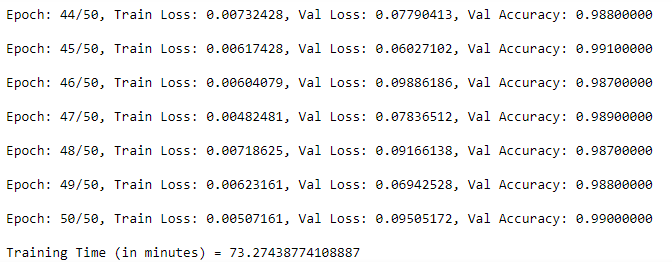 Epoch: 44/50, Train Loss: 0.00732428, Val Loss: 0.07790413, Val Accuracy: 0.98800000
Epoch: 45/50, Train Loss: 0.00617428, Val Loss: 0.06027102, Val Accuracy: 0.99100000
Epoch: 46/50, Train Loss: 0.00604079, Val Loss: 0.09886186, Val Accuracy: 0.98700000
Epoch: 47/50, Train Loss: 0.00482481, Val Loss: 0.07836512, Val Accuracy: 0.98900000
Epoch: 48/50, Train Loss: 0.00718625, Val Loss: 0.09166138, Val Accuracy: 0.98700000
Epoch: 49/50, Train Loss: 0.00623161, Val Loss: 0.06942528, Val Accuracy: 0.98800000
Epoch: 50/50, Train Loss: 0.00507161, Val Loss: 0.09505172, Val Accuracy: 0.99000000
Training Time (in minutes) = 73.27438774108887